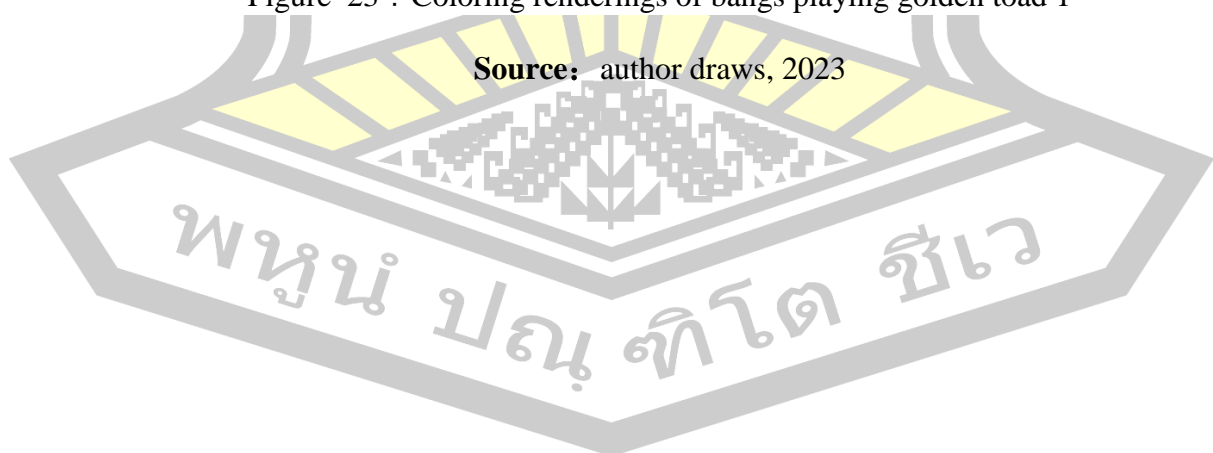 Figure 23 : Coloring renderings of bangs playing golden toad 1
Source：author draws, 2023
พหูนํ ปณฺฑิโต ชีเว